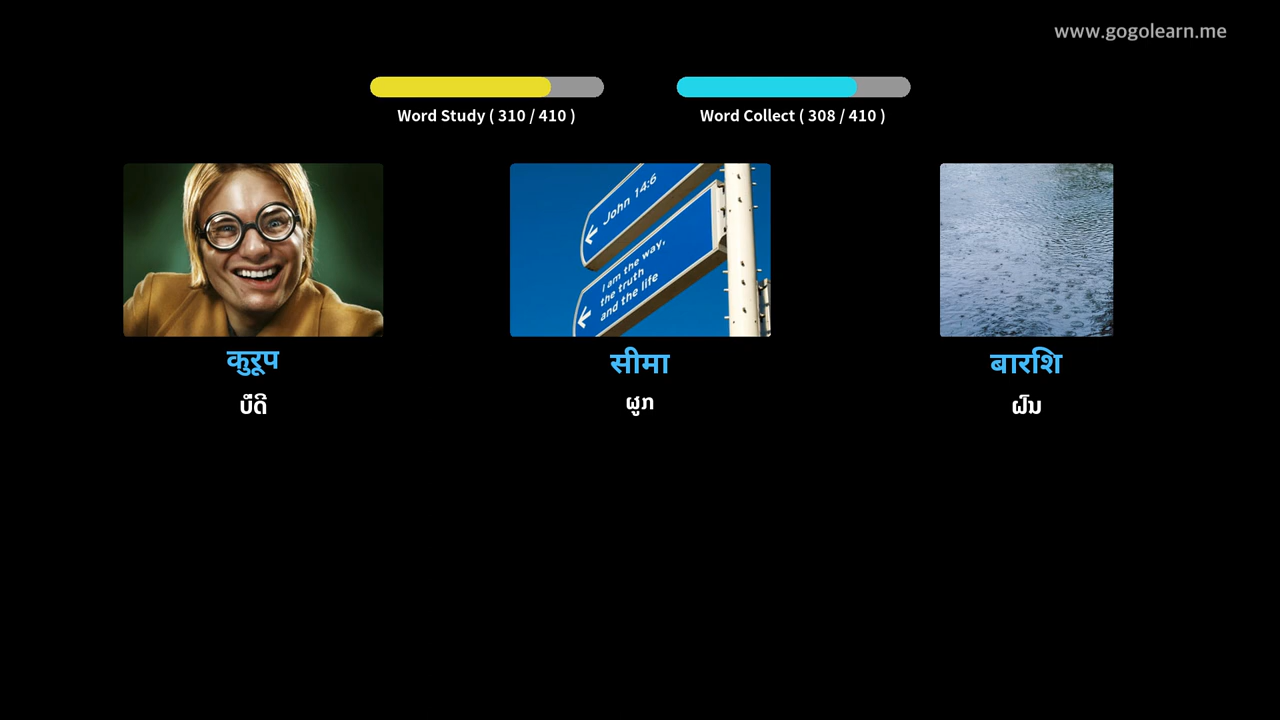 www.gogolearn.me
Word Study ( 310 / 410 )
Word Collect ( 308 / 410 )
John 14:6
I am the way,
the truth
and the life
कुरूप
सीमा
बारशि
ບໍ່ດີ
ຜູກ
ຝົນ